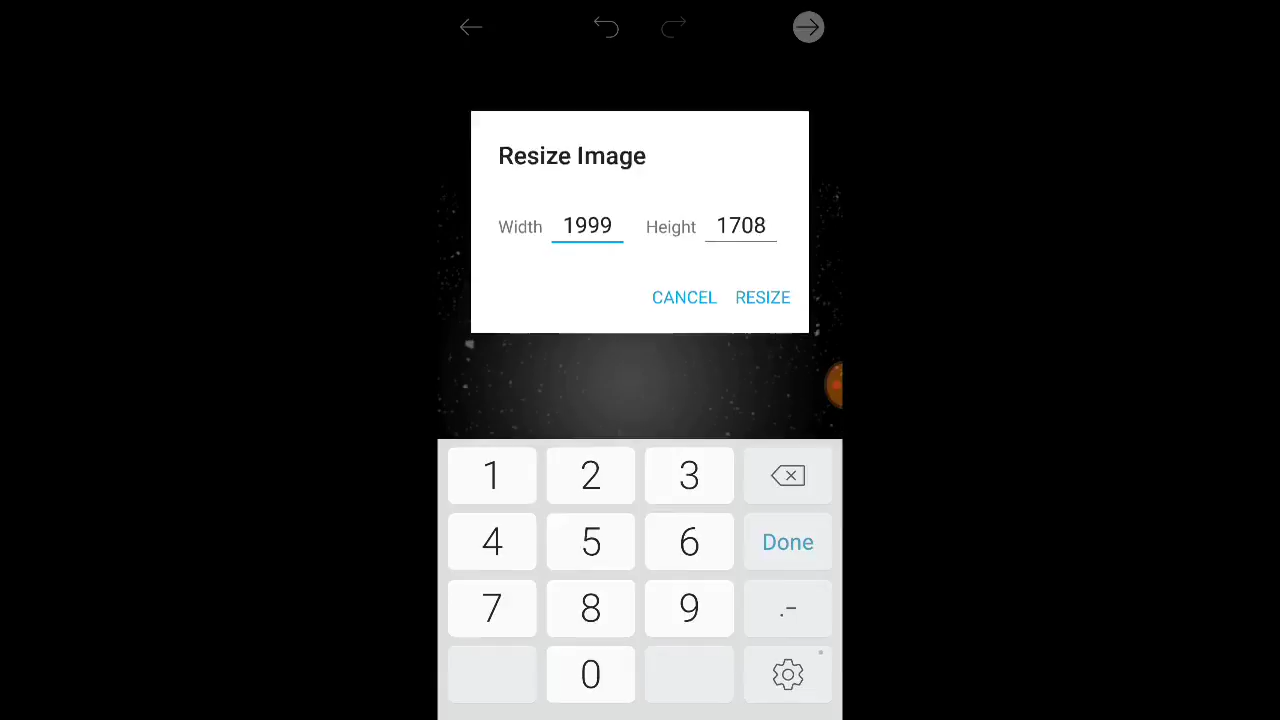 Resize Image
Width 1999 Height 1708
CANCEL RESIZE
1 2 3
4 5 6 Done
7 8 9 .-
0